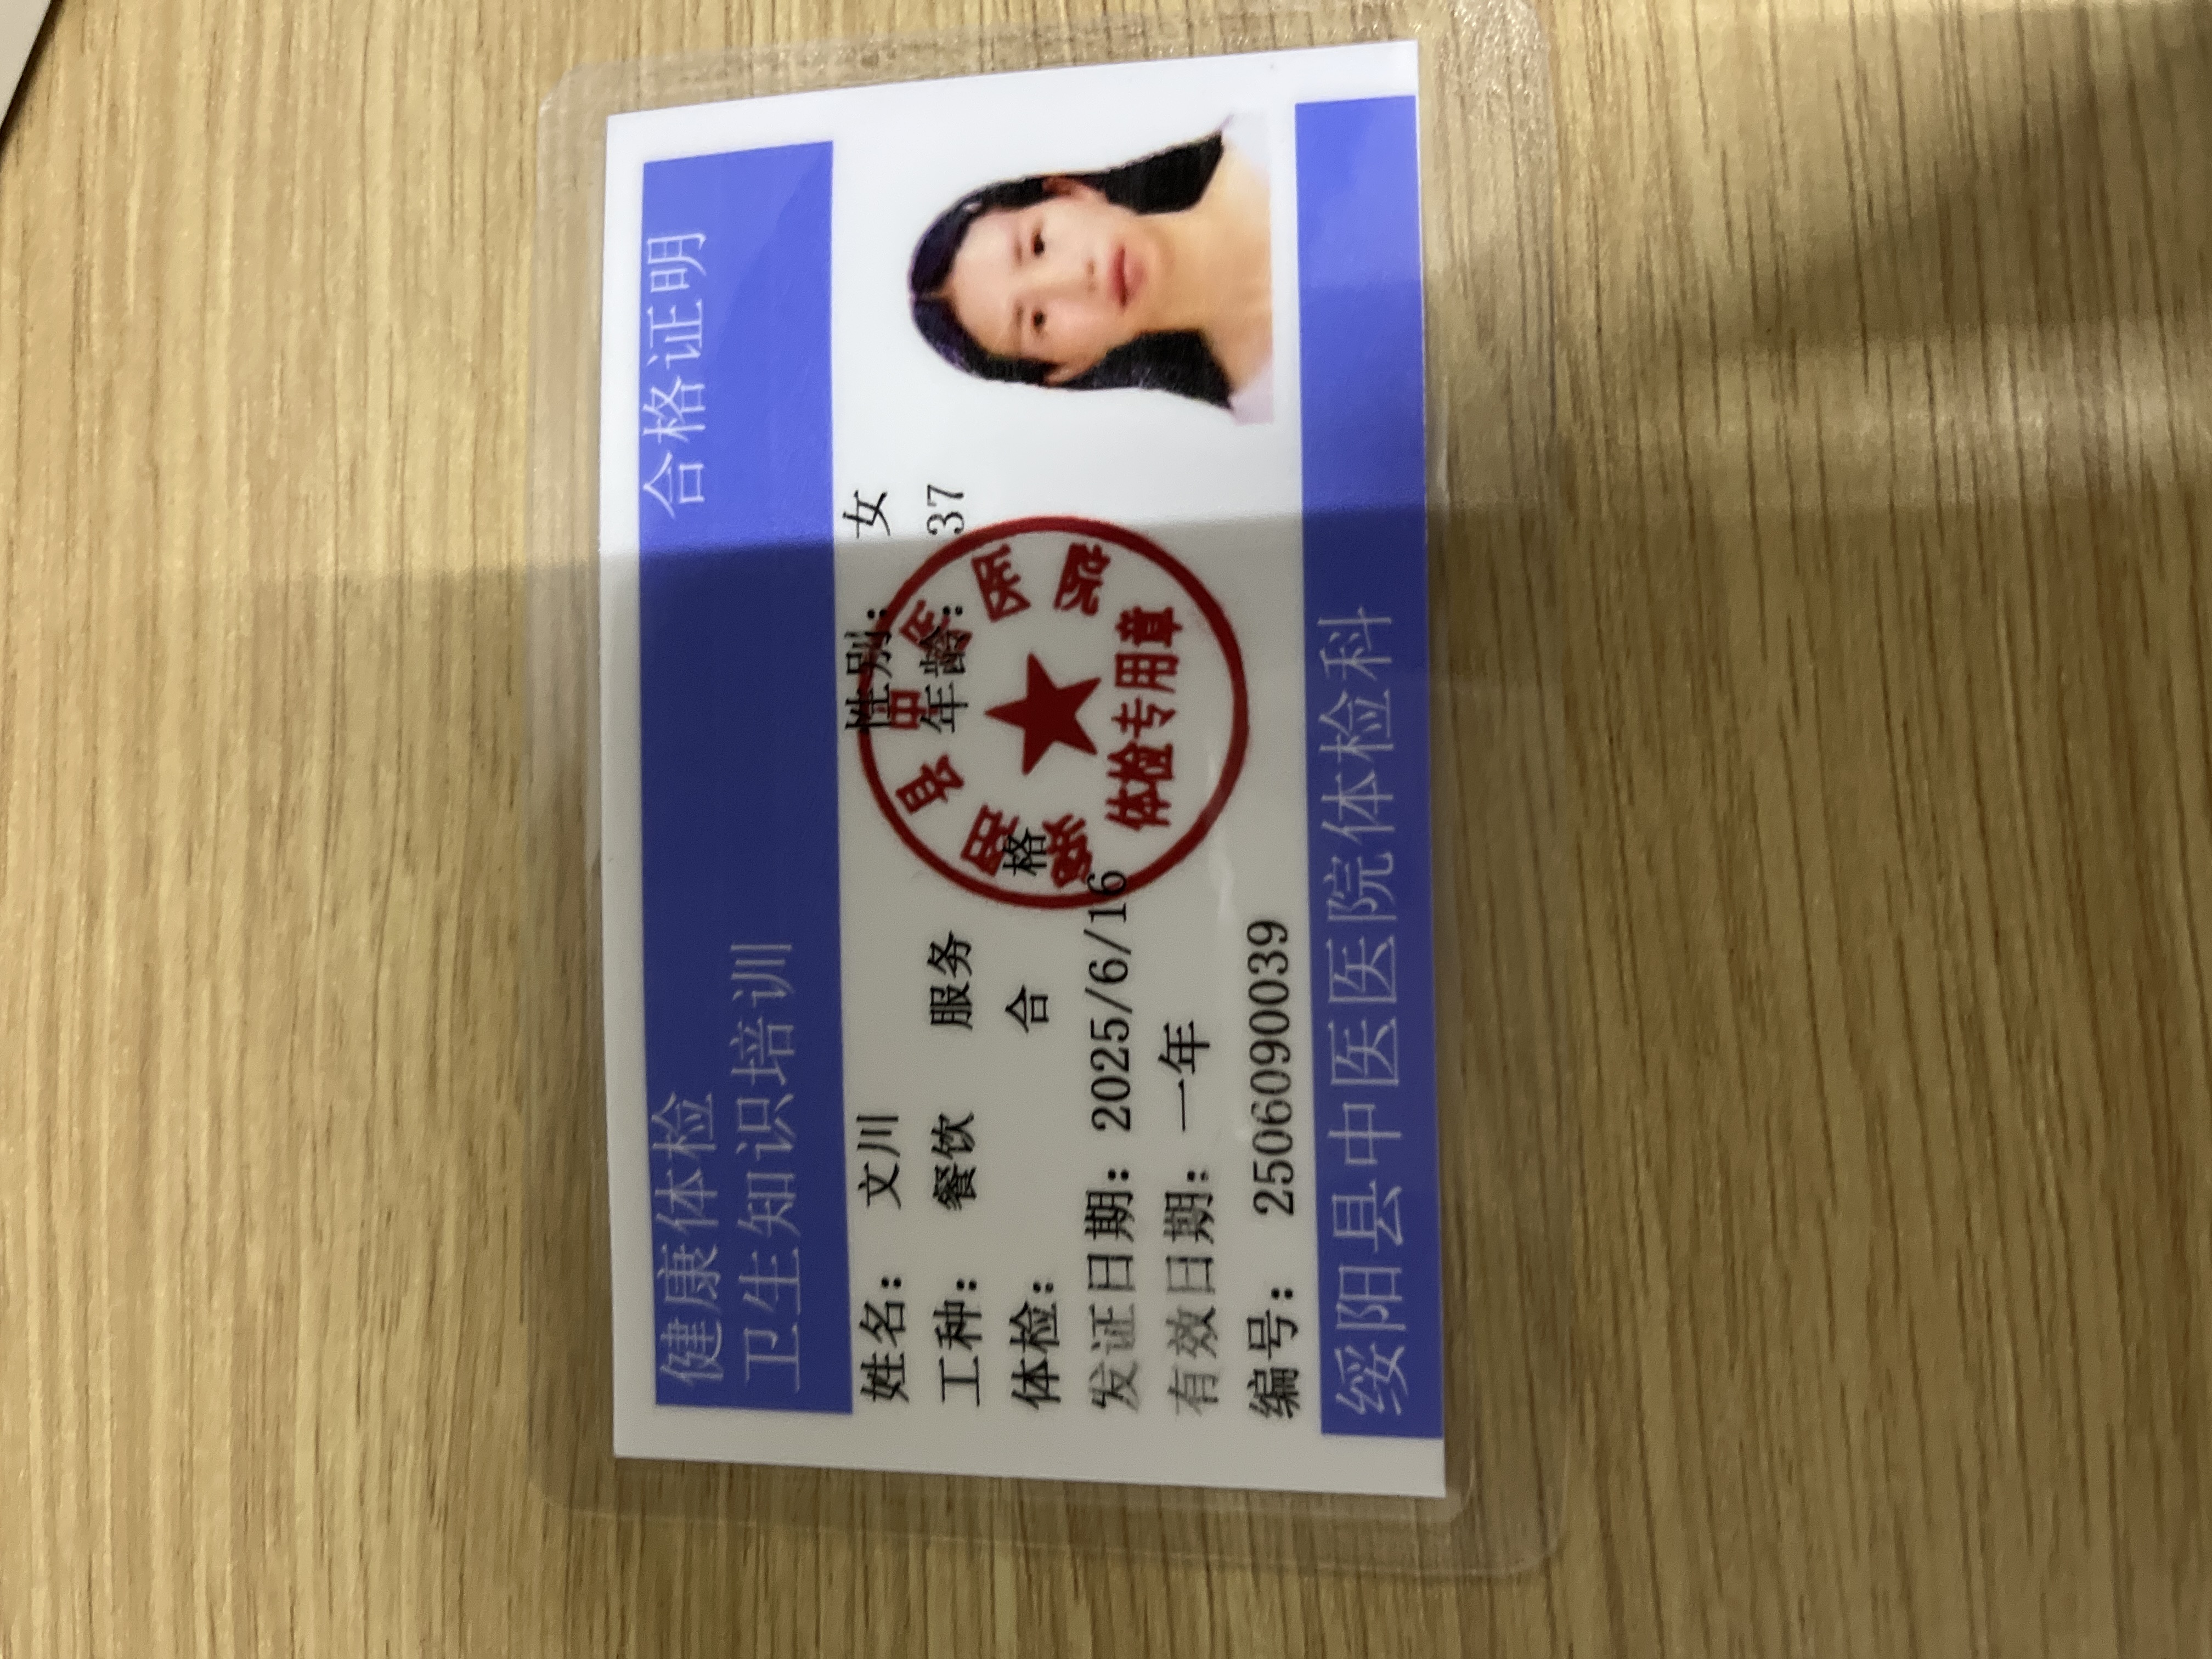 健康体检 合格证明
卫生知识培训
姓名： 文川 性别： 女
工种： 餐饮 服务 年龄： 37
体检： 合 格
发证日期：2025/6/16
有效日期：一年
编号： 2506090039
绥阳县中医医院体检科
绥阳县中医医院
体检专用章